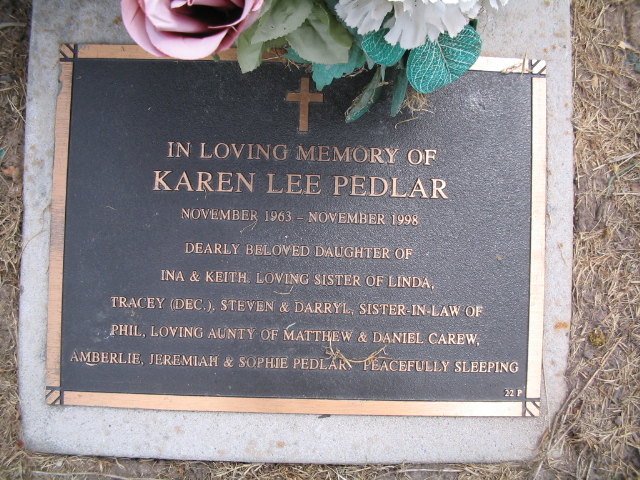 IN LOVING MEMORY OF
KAREN LEE PEDLAR
NOVEMBER 1963 - NOVEMBER 1998
DEARLY BELOVED DAUGHTER OF
INA & KEITH, LOVING SISTER OF LINDA,
TRACEY (DEC.), STEVEN & DARRYL, SISTER-IN-LAW OF
PHIL, LOVING AUNTY OF MATTHEW & DANIEL CAREW,
AMBERLIE, JEREMIAH & SOPHIE PEDLAR. PEACEFULLY SLEEPING
22 P